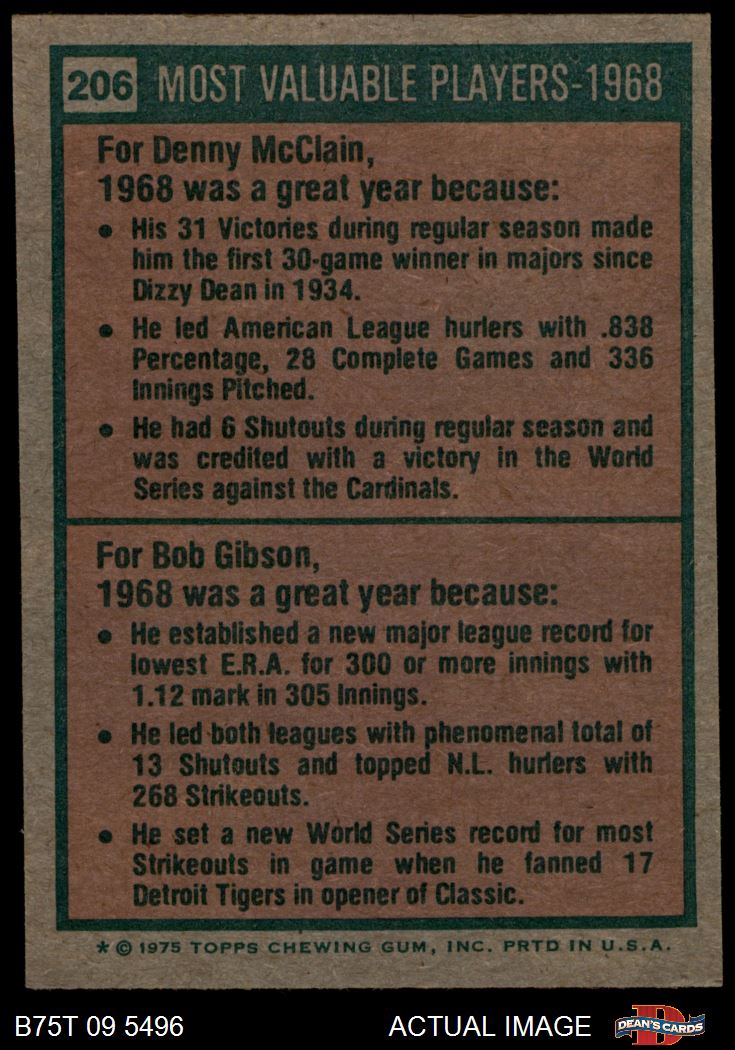 206 MOST VALUABLE PLAYERS-1968
For Denny McClain,
1968 was a great year because:
• His 31 Victories during regular season made
him the first 30-game winner in majors since
Dizzy Dean in 1934.
• He led American League hurlers with .838
Percentage, 28 Complete Games and 336
Innings Pitched.
• He had 6 Shutouts during regular season and
was credited with a victory in the World
Series against the Cardinals.
For Bob Gibson,
1968 was a great year because:
• He established a new major league record for
lowest E.R.A. for 300 or more innings with
1.12 mark in 305 Innings.
• He led both leagues with phenomenal total of
13 Shutouts and topped N.L. hurlers with
268 Strikeouts.
• He set a new World Series record for most
Strikeouts in game when he fanned 17
Detroit Tigers in opener of Classic.
* © 1975 TOPPS CHEWING GUM, INC. PRTD IN U.S.A.
B75T 09 5496 ACTUAL IMAGE DEAN'S CARDS